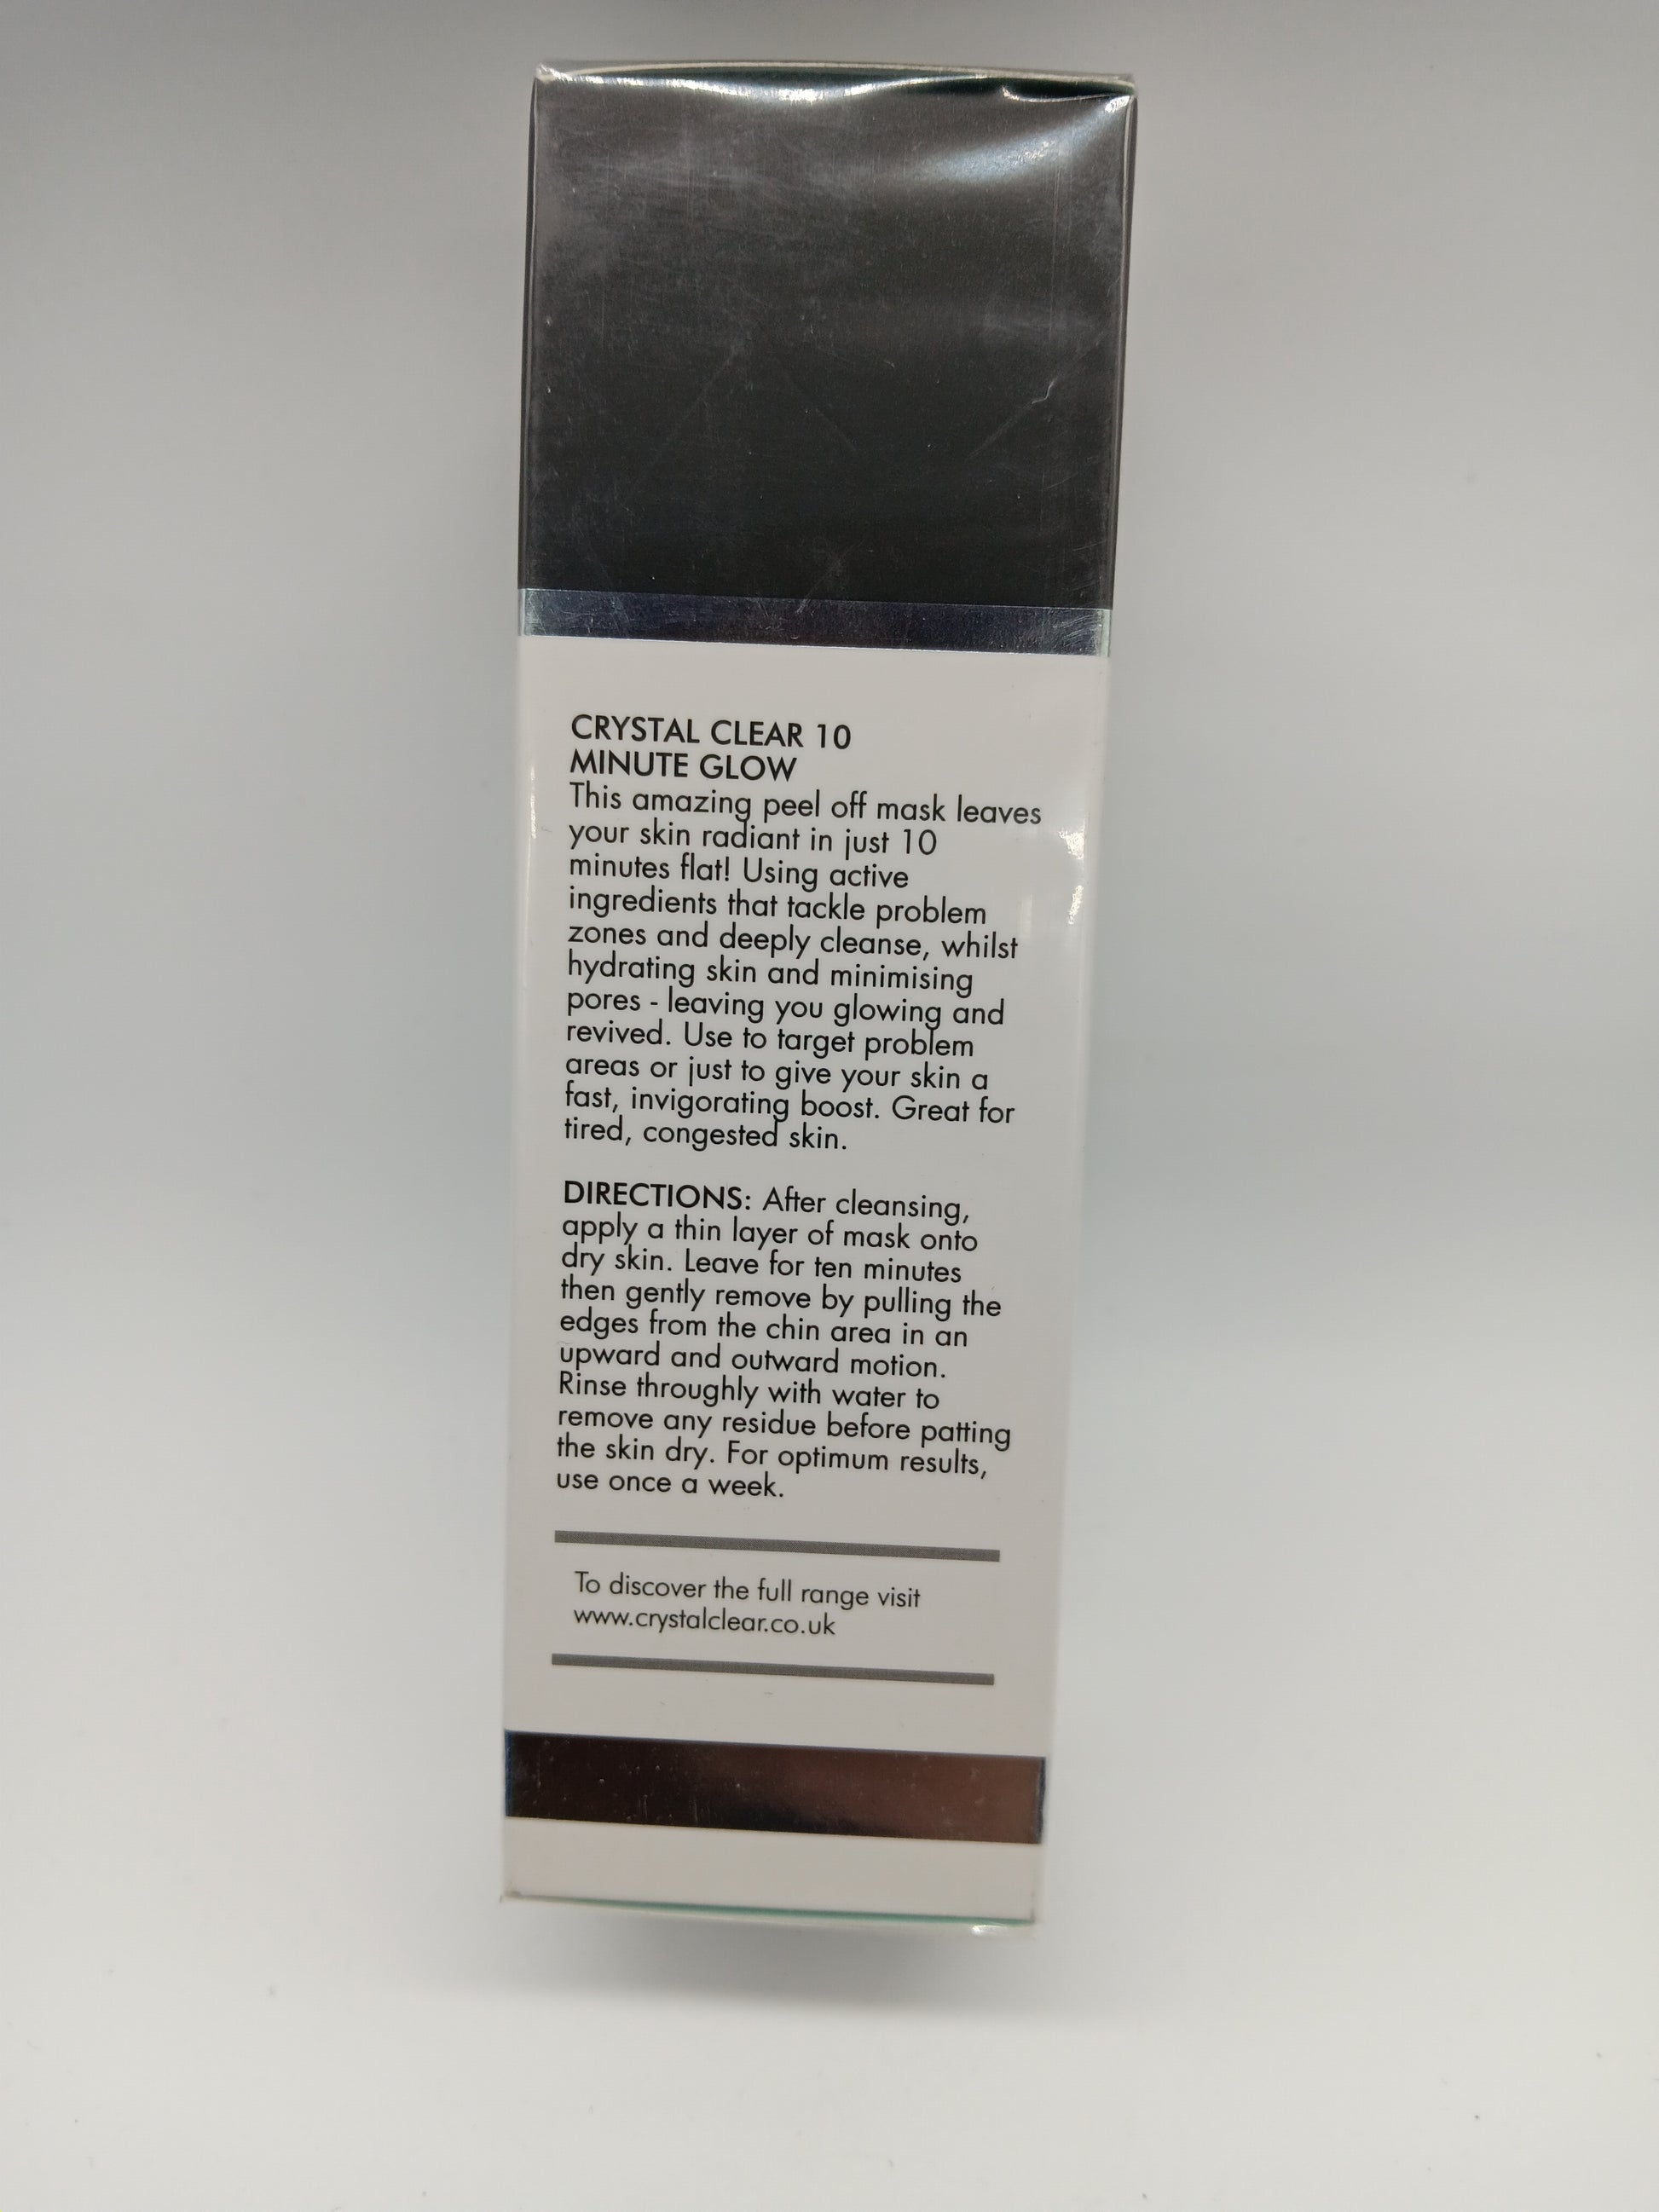 CRYSTAL CLEAR 10
MINUTE GLOW
This amazing peel off mask leaves
your skin radiant in just 10
minutes flat! Using active
ingredients that tackle problem
zones and deeply cleanse, whilst
hydrating skin and minimising
pores - leaving you glowing and
revived. Use to target problem
areas or just to give your skin a
fast, invigorating boost. Great for
tired, congested skin.
DIRECTIONS: After cleansing,
apply a thin layer of mask onto
dry skin. Leave for ten minutes
then gently remove by pulling the
edges from the chin area in an
upward and outward motion.
Rinse throughly with water to
remove any residue before patting
the skin dry. For optimum results,
use once a week.
To discover the full range visit
www.crystalclear.co.uk